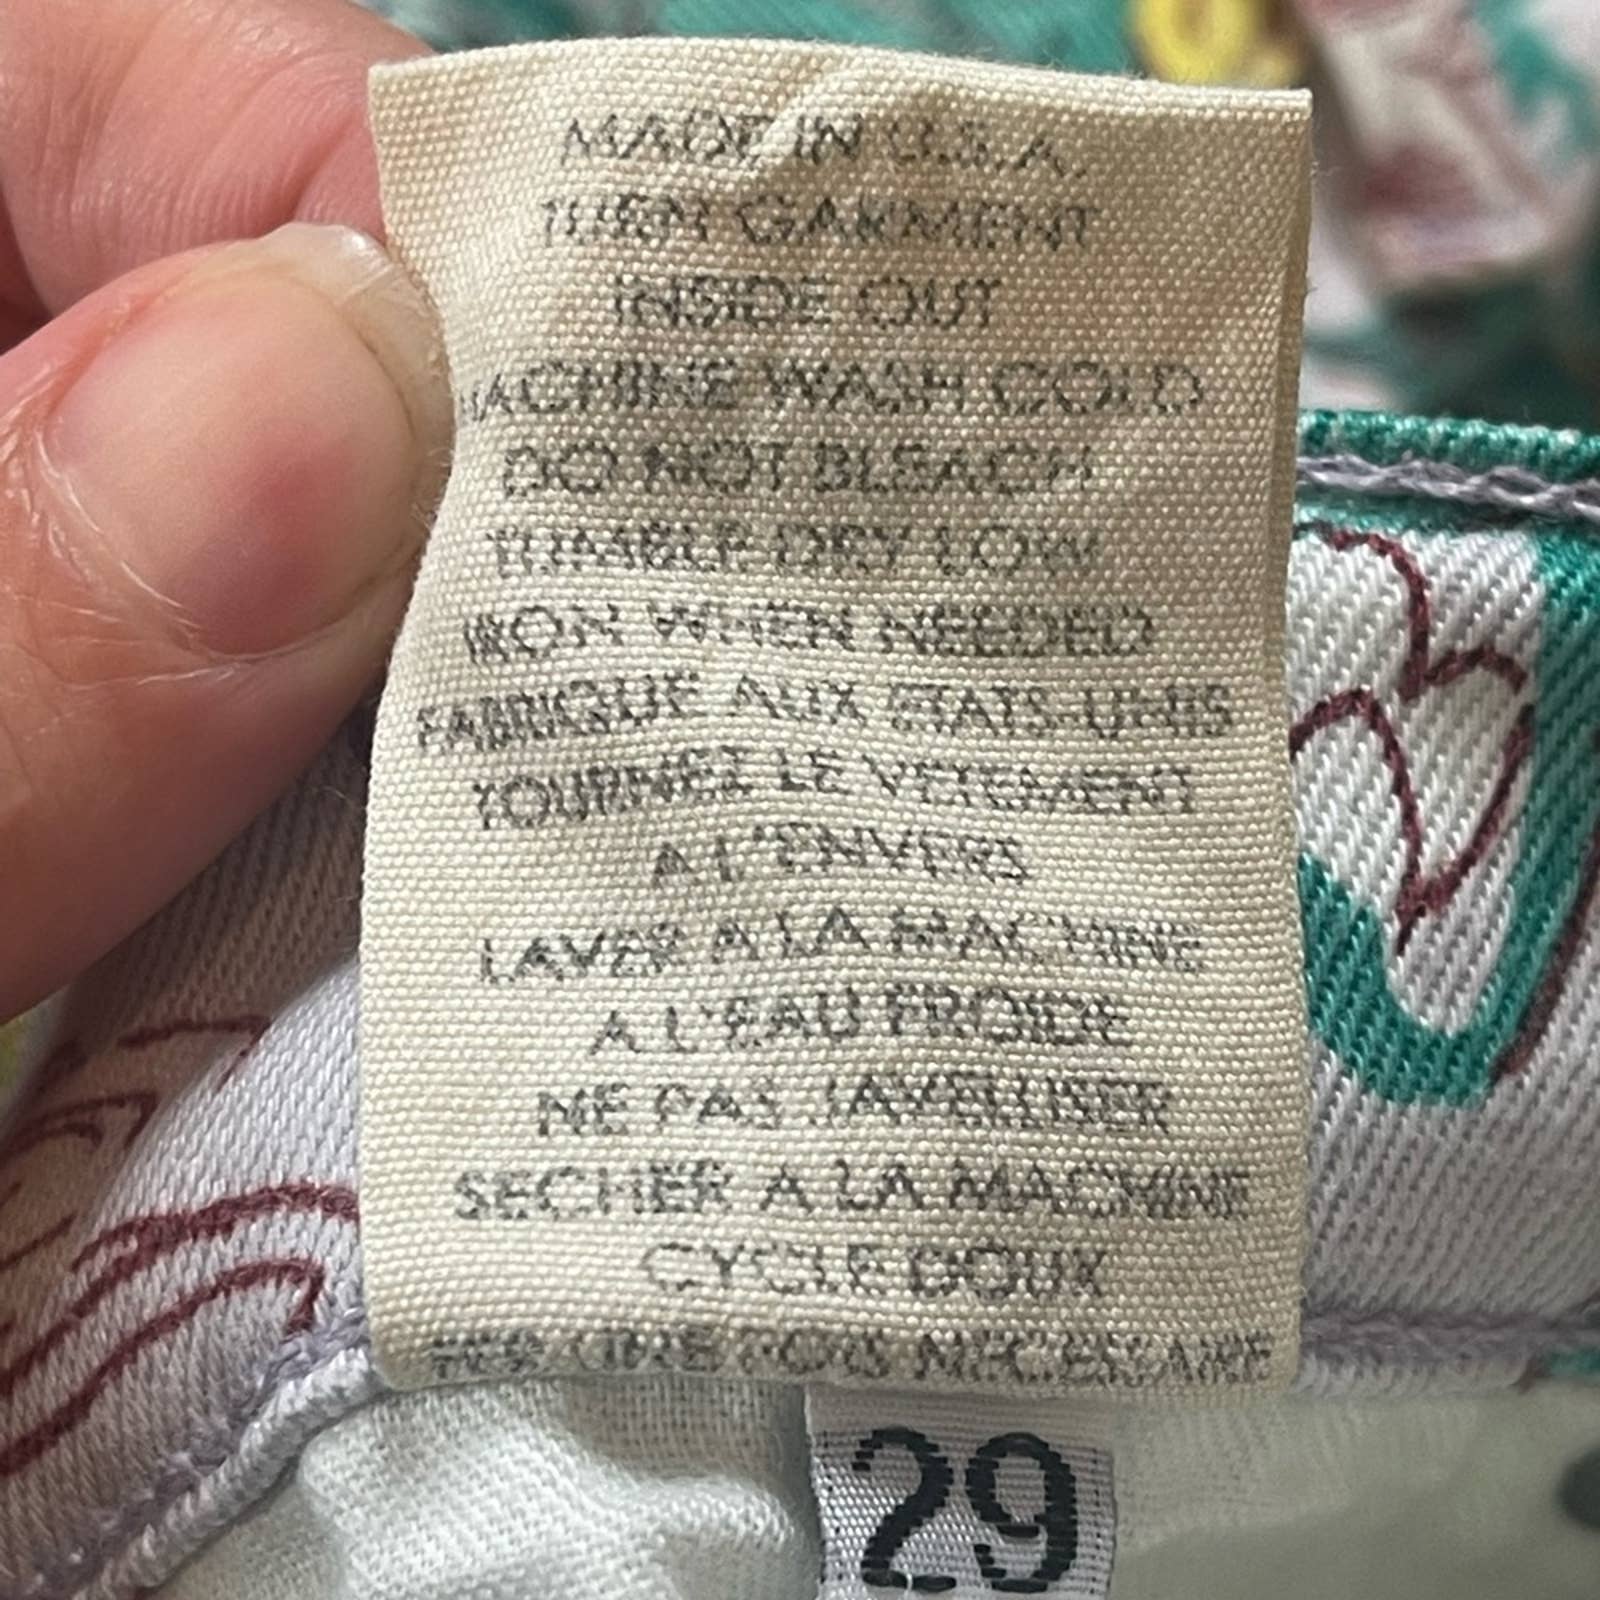 MADE IN U.S.A.
TURN GARMENT
INSIDE OUT
MACHINE WASH COLD
DO NOT BLEACH
TUMBLE DRY LOW
IRON WHEN NEEDED
FABRIQUE AUX ETATS-UNIS
TOURNEZ LE VETEMENT
A L'ENVERS
LAVER A LA MACHINE
A L'EAU FROIDE
NE PAS JAVELLISER
SECHER A LA MACHINE
CYCLE DOUX
NECESSAIRE
29